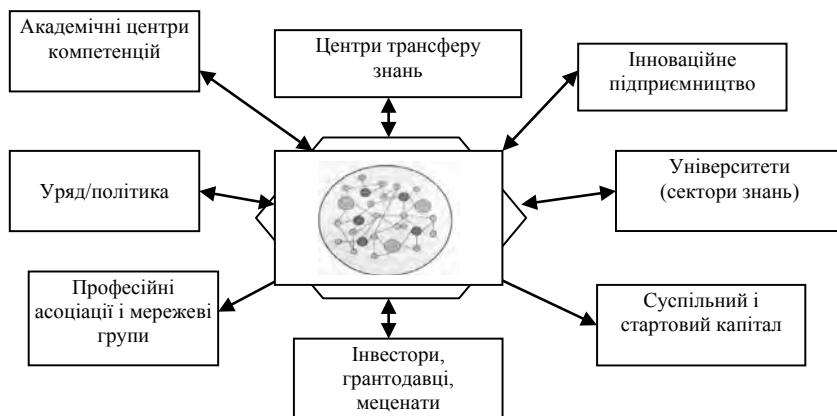 Академічні центри
компетенцій
Центри трансферу
знань
Інноваційне
підприємництво
Уряд/політика
Університети
(сектори знань)
Професійні
асоціації і мережеві
групи
Інвестори,
грантодавці,
меценати
Суспільний і
стартовий капітал